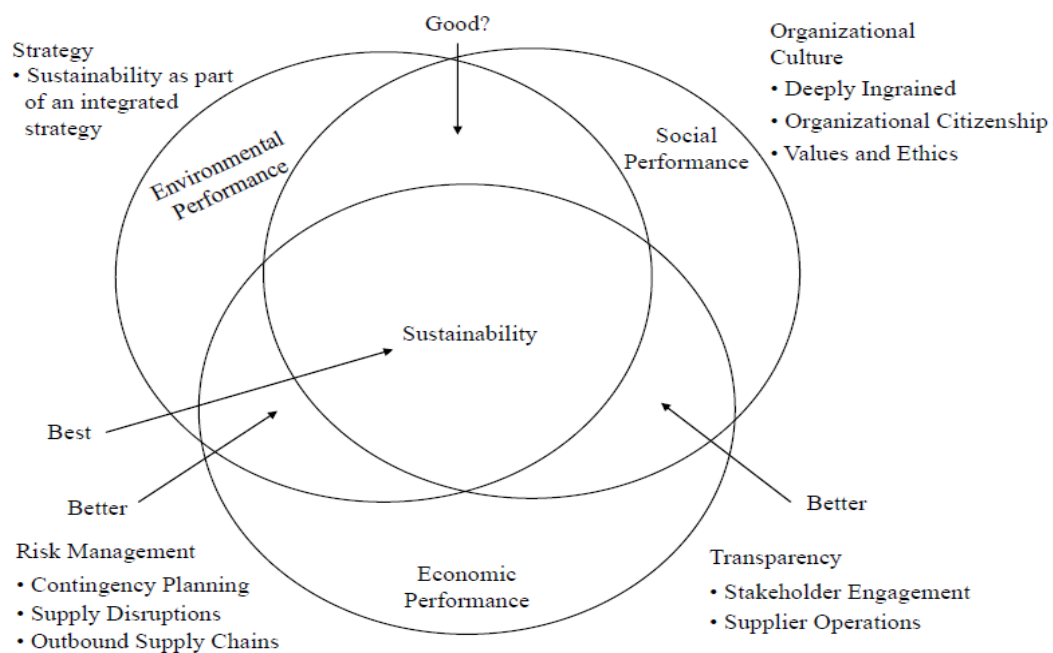 Good?
Strategy
• Sustainability as part
of an integrated
strategy
Organizational
Culture
• Deeply Ingrained
• Organizational Citizenship
• Values and Ethics
Environmental
Performance
Social
Performance
Sustainability
Best
Better
Better
Risk Management
• Contingency Planning
• Supply Disruptions
• Outbound Supply Chains
Economic
Performance
Transparency
• Stakeholder Engagement
• Supplier Operations